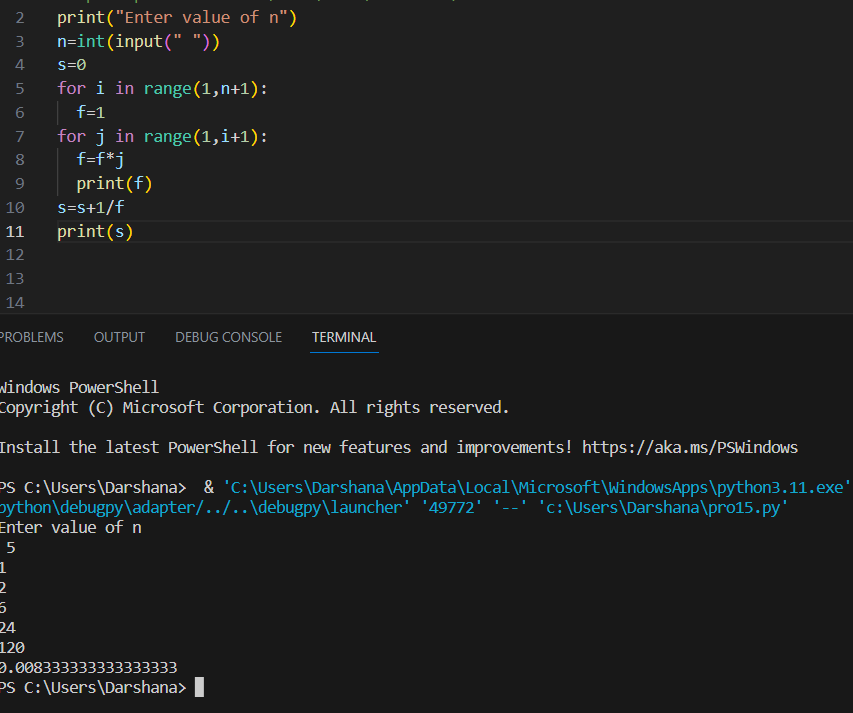 2 print("Enter value of n")
3 n=int(input(" "))
4 s=0
5 for i in range(1,n+1):
6 f=1
7 for j in range(1,i+1):
8 f=f*j
9 print(f)
10 s=s+1/f
11 print(s)
12
13
14
PROBLEMS OUTPUT DEBUG CONSOLE TERMINAL
Windows PowerShell
Copyright (C) Microsoft Corporation. All rights reserved.
Install the latest PowerShell for new features and improvements! https://aka.ms/PSWindows
PS C:\Users\Darshana> & 'C:\Users\Darshana\AppData\Local\Microsoft\WindowsApps\python3.11.exe'
python\debugpy\adapter/../..\debugpy\launcher' '49772' '--' 'c:\Users\Darshana\pro15.py'
Enter value of n
5
1
2
6
24
120
0.008333333333333333
PS C:\Users\Darshana>